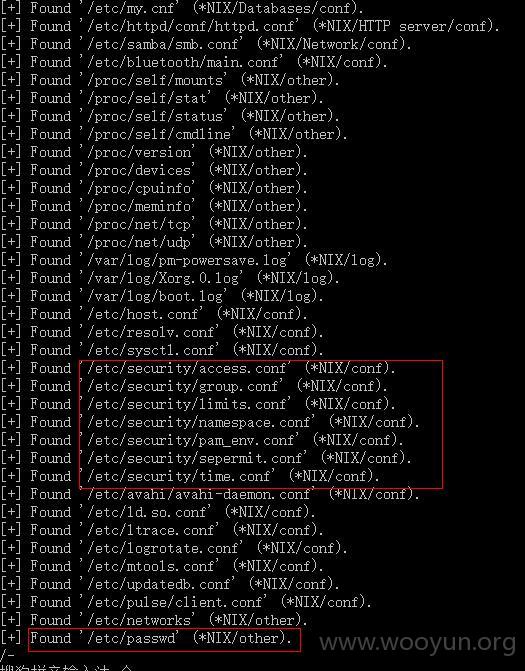 [+] Found '/etc/my.cnf' (*NIX/Databases/conf).
[+] Found '/etc/httpd/conf/httpd.conf' (*NIX/HTTP server/conf).
[+] Found '/etc/samba/smb.conf' (*NIX/Network/conf).
[+] Found '/etc/bluetooth/main.conf' (*NIX/conf).
[+] Found '/proc/self/mounts' (*NIX/other).
[+] Found '/proc/self/stat' (*NIX/other).
[+] Found '/proc/self/status' (*NIX/other).
[+] Found '/proc/self/cmdline' (*NIX/other).
[+] Found '/proc/version' (*NIX/other).
[+] Found '/proc/devices' (*NIX/other).
[+] Found '/proc/cpuinfo' (*NIX/other).
[+] Found '/proc/meminfo' (*NIX/other).
[+] Found '/proc/net/tcp' (*NIX/other).
[+] Found '/proc/net/udp' (*NIX/other).
[+] Found '/var/log/pm-powersave.log' (*NIX/log).
[+] Found '/var/log/Xorg.0.log' (*NIX/log).
[+] Found '/var/log/boot.log' (*NIX/log).
[+] Found '/etc/host.conf' (*NIX/conf).
[+] Found '/etc/resolv.conf' (*NIX/conf).
[+] Found '/etc/sysctl.conf' (*NIX/conf).
[+] Found '/etc/security/access.conf' (*NIX/conf).
[+] Found '/etc/security/group.conf' (*NIX/conf).
[+] Found '/etc/security/limits.conf' (*NIX/conf).
[+] Found '/etc/security/namespace.conf' (*NIX/conf).
[+] Found '/etc/security/pam_env.conf' (*NIX/conf).
[+] Found '/etc/security/sepermit.conf' (*NIX/conf).
[+] Found '/etc/security/time.conf' (*NIX/conf).
[+] Found '/etc/avahi/avahi-daemon.conf' (*NIX/conf).
[+] Found '/etc/ld.so.conf' (*NIX/conf).
[+] Found '/etc/ltrace.conf' (*NIX/conf).
[+] Found '/etc/logrotate.conf' (*NIX/conf).
[+] Found '/etc/mtools.conf' (*NIX/conf).
[+] Found '/etc/updatedb.conf' (*NIX/conf).
[+] Found '/etc/pulse/client.conf' (*NIX/conf).
[+] Found '/etc/networks' (*NIX/other).
[+] Found '/etc/passwd' (*NIX/other).
/-
www.wooyun.org
搜狗拼音输入法 全